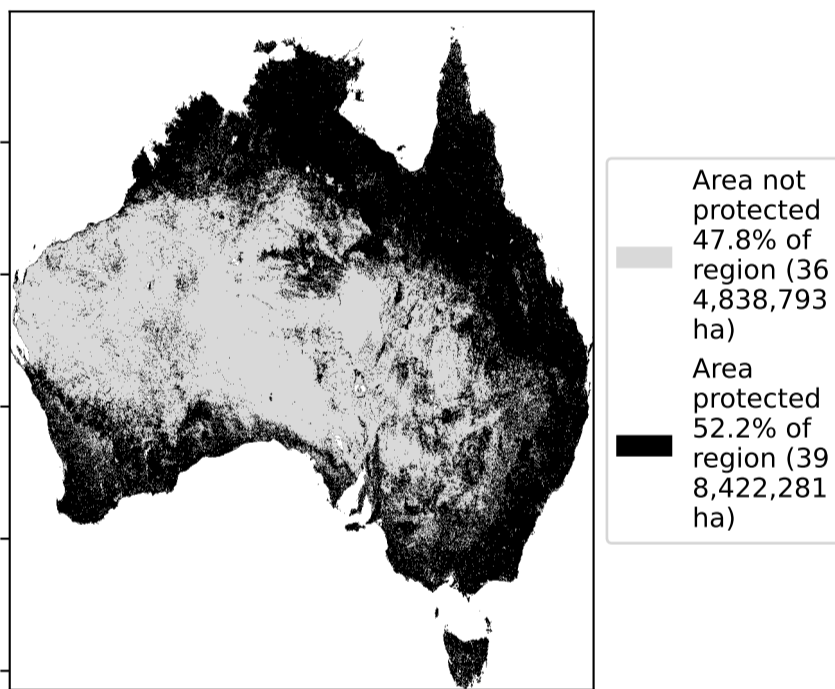 Area not
protected
47.8% of
region (36
4,838,793
ha)
Area
protected
52.2% of
region (39
8,422,281
ha)